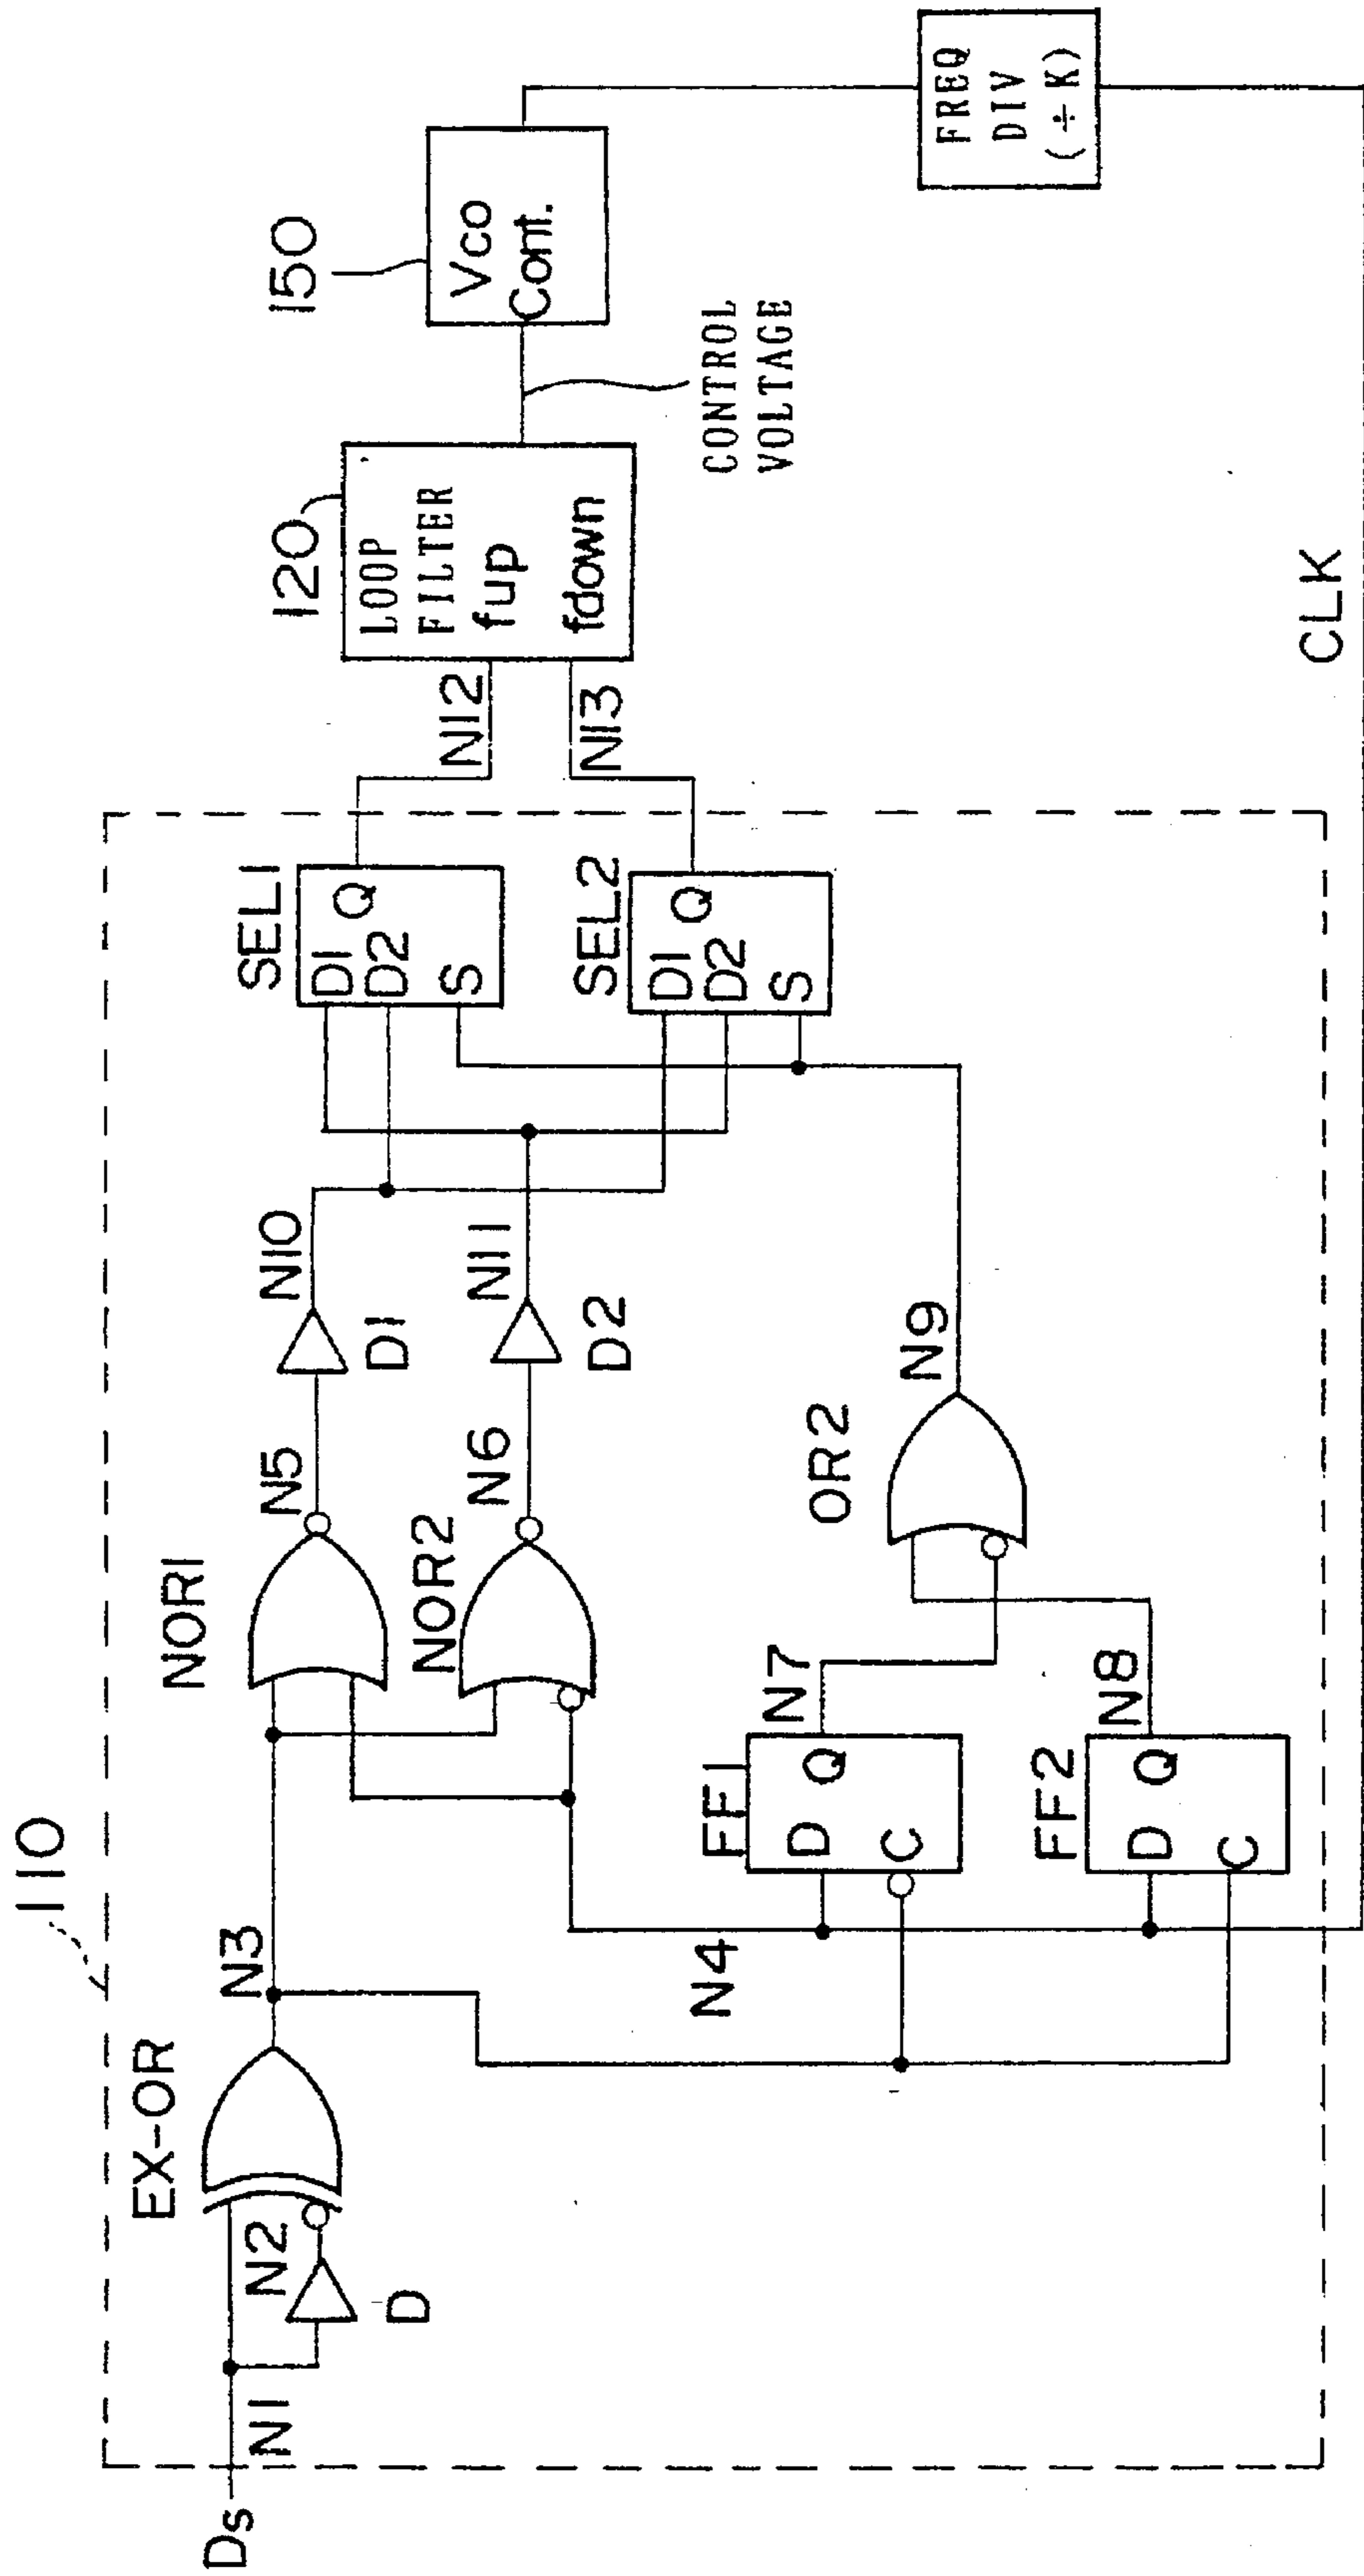 110
Ds
N1
N2
D
EX-OR
N3
N4
NOR1
NOR2
N5
N6
D1
D2
N10
N11
FF1
D
Q
C
N7
FF2
D
Q
C
N8
OR2
N9
SEL1
D1
Q
D2
S
SEL2
D1
Q
D2
S
N12
N13
120
LOOP
FILTER
fup
fdown
CONTROL
VOLTAGE
150
Vco
Cont.
FREQ
DIV
(÷K)
CLK